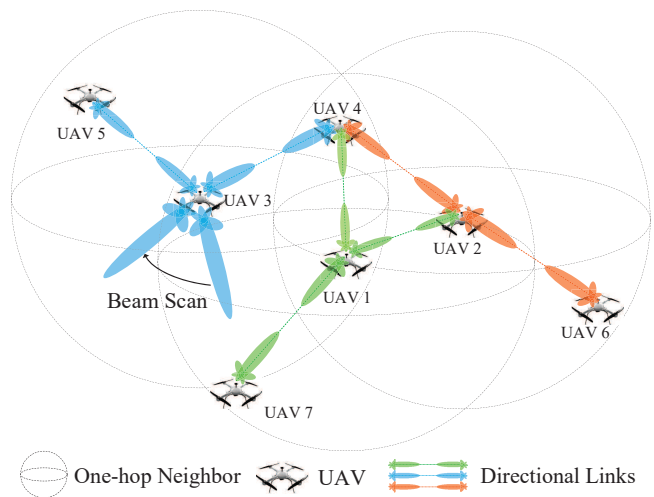 UAV 4
UAV 5
UAV 3
UAV 2
Beam Scan
UAV 1
UAV 6
UAV 7
One-hop Neighbor
UAV
Directional Links